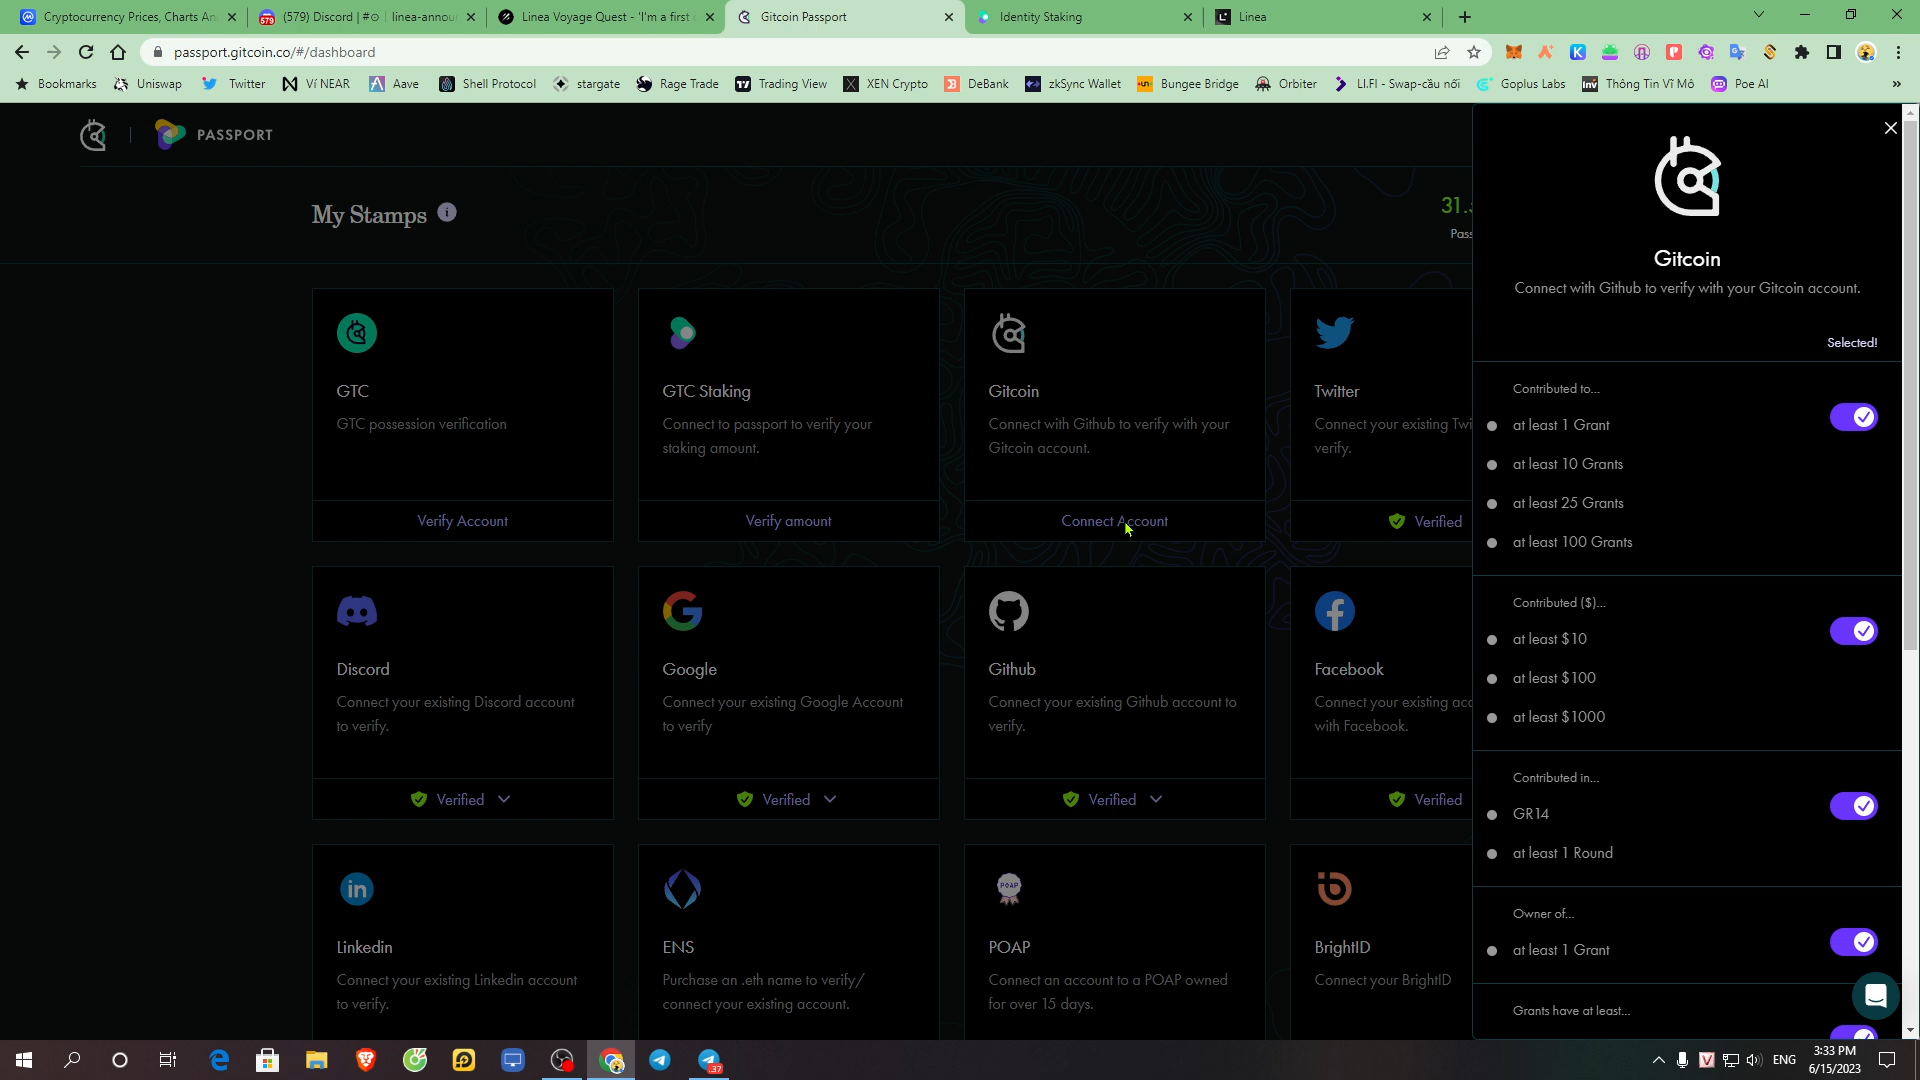 Cryptocurrency Prices, Charts An
(579) Discord | #⊙ | linea-annou
Linea Voyage Quest - 'I'm a first
Gitcoin Passport
Identity Staking
Linea
passport.gitcoin.co/#/dashboard
Bookmarks
Uniswap
Twitter
Ví NEAR
Aave
Shell Protocol
stargate
Rage Trade
Trading View
XEN Crypto
DeBank
zkSync Wallet
Bungee Bridge
Orbiter
LI.FI - Swap-cầu nối
Goplus Labs
Thông Tin Vĩ Mô
Poe AI
PASSPORT
My Stamps
31.
Pass
GTC
GTC possession verification
Verify Account
GTC Staking
Connect to passport to verify your
staking amount.
Verify amount
Gitcoin
Connect with Github to verify with your
Gitcoin account.
Connect Account
Twitter
Connect your existing Twi
verify.
Verified
Discord
Connect your existing Discord account
to verify.
Verified
Google
Connect your existing Google Account
to verify
Verified
Github
Connect your existing Github account to
verify.
Verified
Facebook
Connect your existing acc
with Facebook.
Verified
Linkedin
Connect your existing Linkedin account
to verify.
ENS
Purchase an .eth name to verify/
connect your existing account.
POAP
Connect an account to a POAP owned
for over 15 days.
BrightID
Connect your BrightID
Gitcoin
Connect with Github to verify with your Gitcoin account.
Selected!
Contributed to...
at least 1 Grant
at least 10 Grants
at least 25 Grants
at least 100 Grants
Contributed ($)...
at least $10
at least $100
at least $1000
Contributed in...
GR14
at least 1 Round
Owner of...
at least 1 Grant
Grants have at least...
37
ENG
3:33 PM
6/15/2023